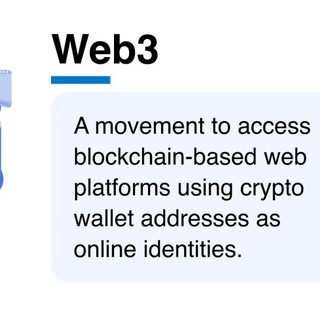 Web3
A movement to access
blockchain-based web
platforms using crypto
wallet addresses as
online identities.